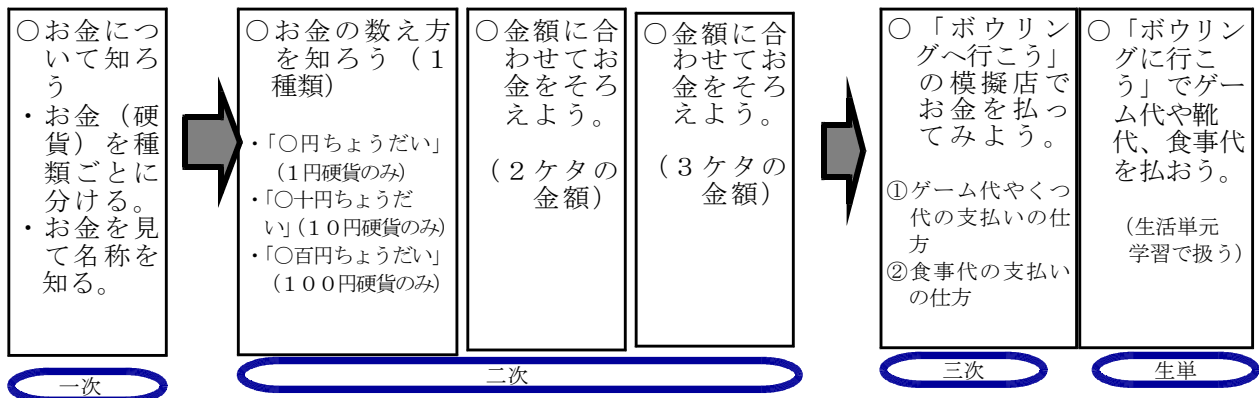 ○お金につ
いて知ろ
う
・お金（硬
貨）を種
類ごとに
分ける。
・お金を見
て名称を
知る。
一次
○お金の数え方
を知ろう（1
種類）
・「○円ちょうだい」
（1円硬貨のみ）
・「○十円ちょうだ
い」（10円硬貨のみ）
・「○百円ちょうだい」
（100円硬貨のみ）
○金額に合
わせてお
金をそろ
えよう。
（2ケタの
金額）
○金額に合
わせてお
金をそろ
えよう。
（3ケタの
金額）
二次
○「ボウリン
グへ行こう」
の模擬店で
お金を払っ
てみよう。
①ゲーム代やくつ
代の支払いの仕
方
②食事代の支払い
の仕方
三次
○「ボウリン
グに行こ
う」でゲー
ム代や靴
代、食事代
を払おう。
（生活単元
学習で扱う）
生単